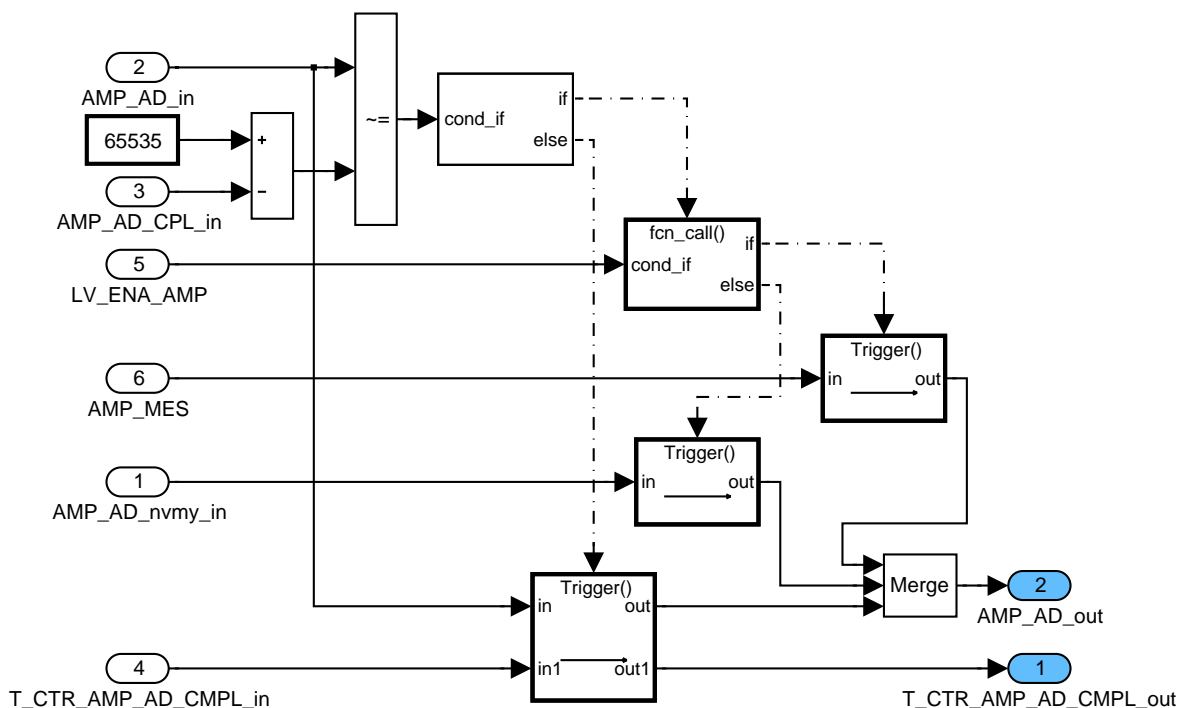 2
AMP_AD_in
65535
+
−
3
AMP_AD_CPL_in
~=
cond_if
if
else
5
LV_ENA_AMP
fcn_call()
cond_if
if
else
6
AMP_MES
Trigger()
in
out
1
AMP_AD_nvmy_in
Trigger()
in
out
Trigger()
in
out
in1
out1
Merge
2
AMP_AD_out
4
T_CTR_AMP_AD_CMPL_in
1
T_CTR_AMP_AD_CMPL_out